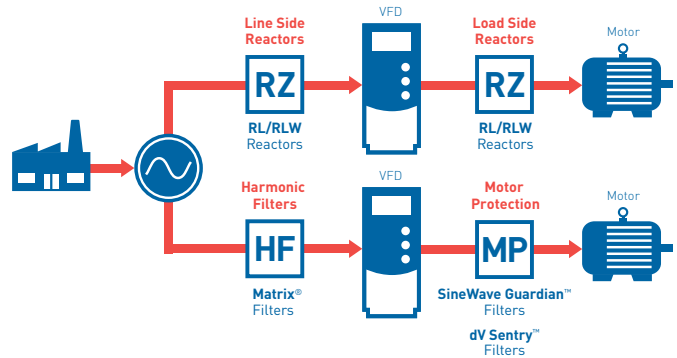 VFD
Line Side
Reactors
RZ
RL/RLW
Reactors
Load Side
Reactors
RZ
RL/RLW
Reactors
Motor
Harmonic
Filters
HF
Matrix®
Filters
VFD
Motor
Protection
MP
SineWave Guardian™
Filters
dV Sentry™
Filters
Motor